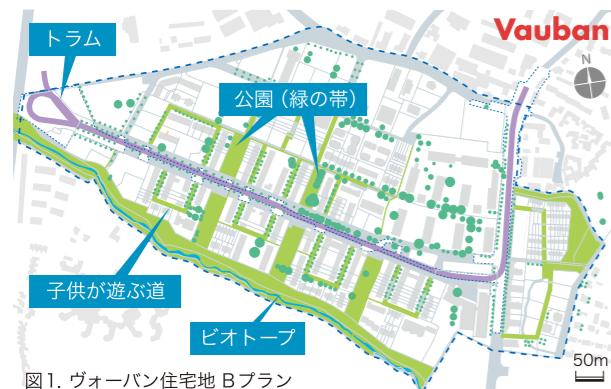 Vauban
トラム
N
公園（緑の帯）
子供が遊ぶ道
ビオトープ
50m
図1. ヴォーバン住宅地 Bプラン